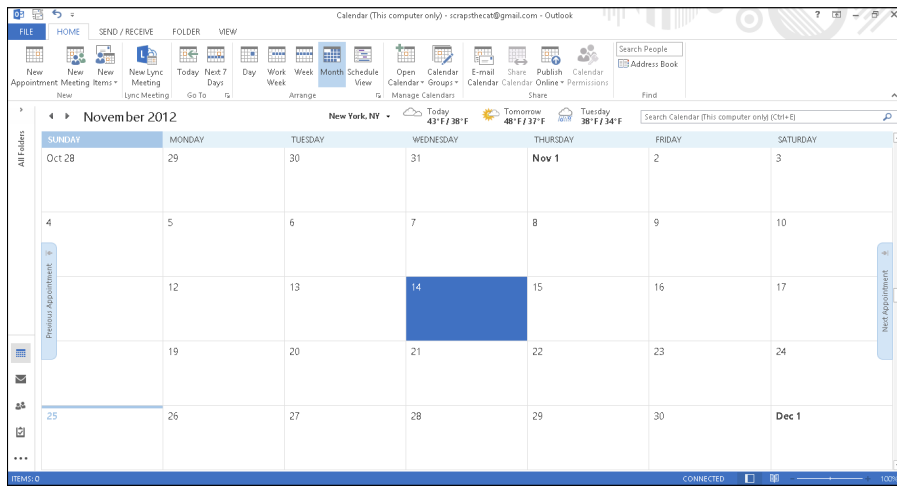 Calendar (This computer only) - scrapsthecat@gmail.com - Outlook
?
FILE HOME SEND / RECEIVE FOLDER VIEW
New Appointment
New Meeting
New Items
New Lync Meeting
Today
Next 7 Days
Day
Work Week
Week
Month
Schedule View
Open Calendar
Calendar Groups
E-mail Calendar
Share Calendar
Publish Online
Calendar Permissions
Search People
Address Book
New
Lync Meeting
Go To
Arrange
Manage Calendars
Share
Find
All Folders
November 2012
New York, NY
Today
43°F/38°F
Tomorrow
48°F/37°F
Tuesday
38°F/34°F
Search Calendar (This computer only) (Ctrl+E)
SUNDAY MONDAY TUESDAY WEDNESDAY THURSDAY FRIDAY SATURDAY
Oct 28 29 30 31 Nov 1 2 3
4 5 6 7 8 9 10
Previous Appointment
12 13 14 15 16 17
Next Appointment
19 20 21 22 23 24
25 26 27 28 29 30 Dec 1
ITEMS: 0
CONNECTED
100%